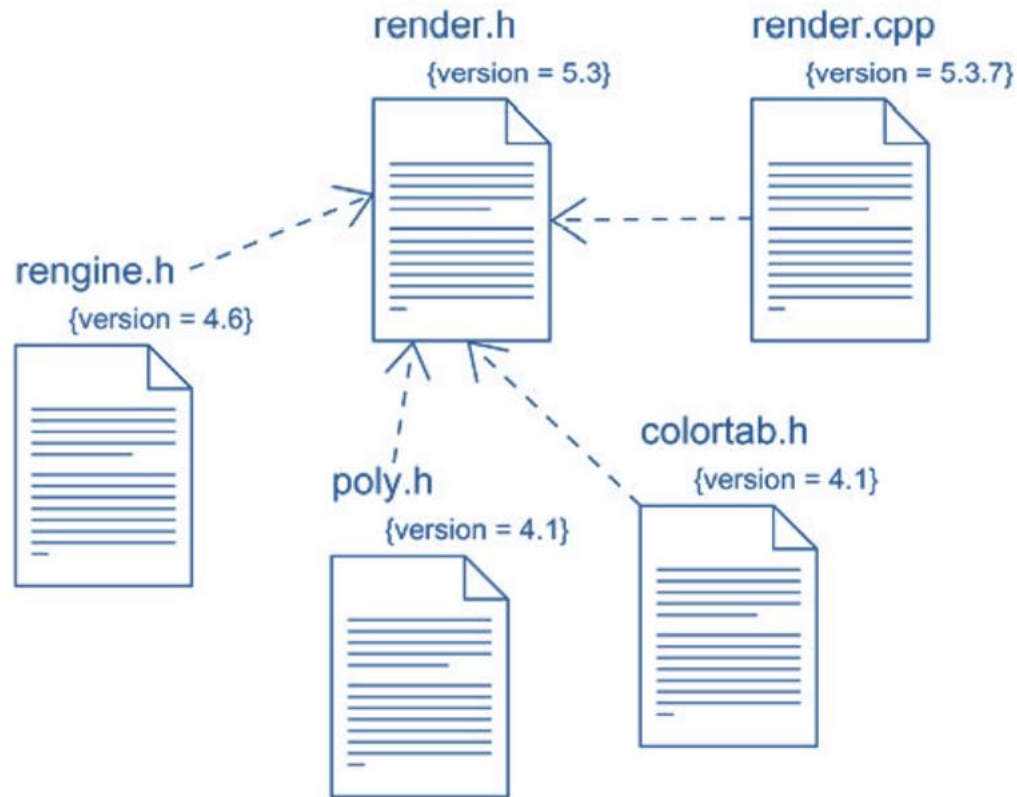 render.h
{version = 5.3}
render.cpp
{version = 5.3.7}
rengine.h
{version = 4.6}
poly.h
{version = 4.1}
colortab.h
{version = 4.1}